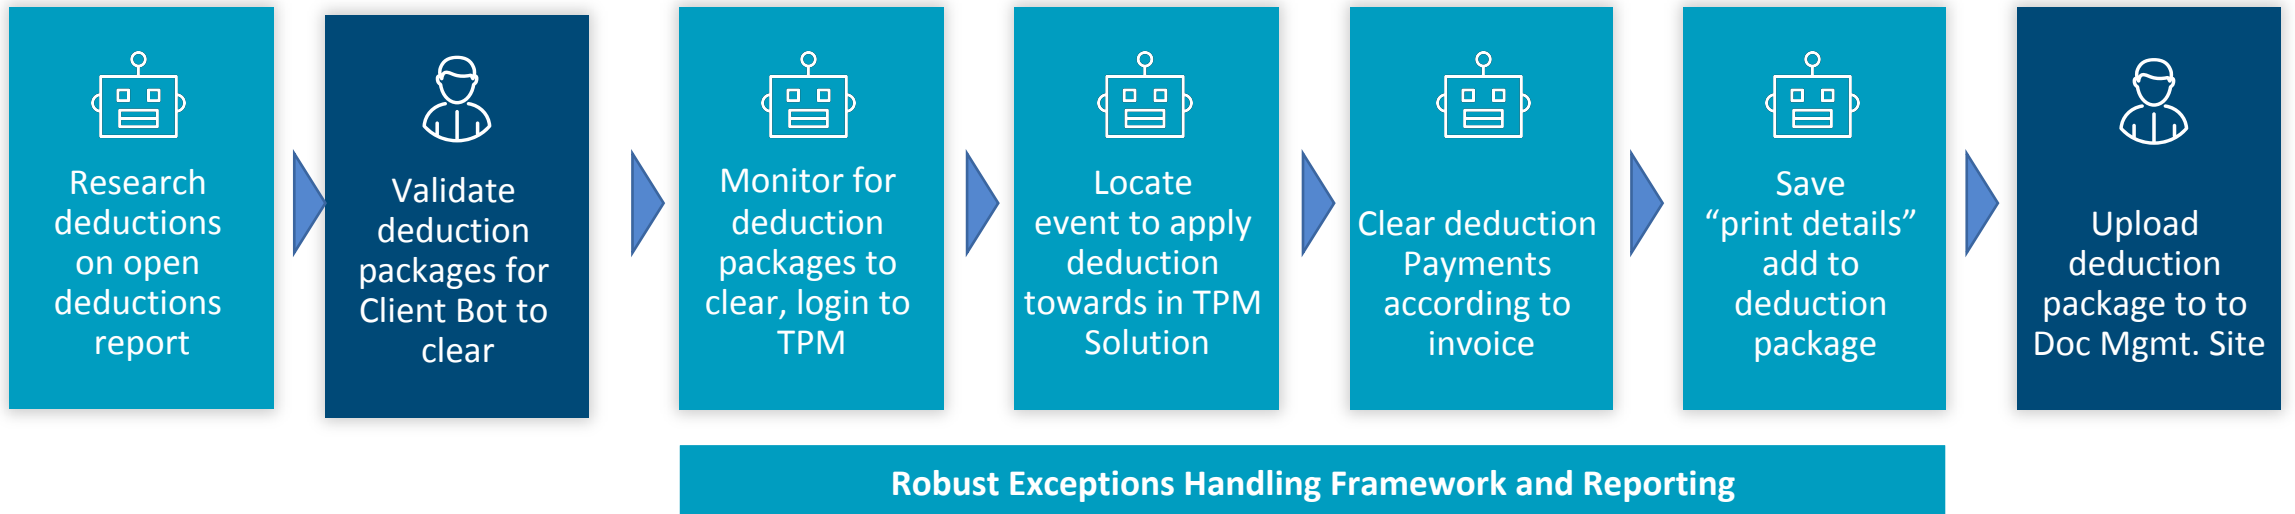 Research
deductions
on open
deductions
report
Validate
deduction
packages for
Client Bot to
clear
Monitor for
deduction
packages to
clear, login to
TPM
Locate
event to apply
deduction
towards in TPM
Solution
Clear deduction
Payments
according to
invoice
Save
“print details”
add to
deduction
package
Upload
deduction
package to to
Doc Mgmt. Site
Robust Exceptions Handling Framework and Reporting